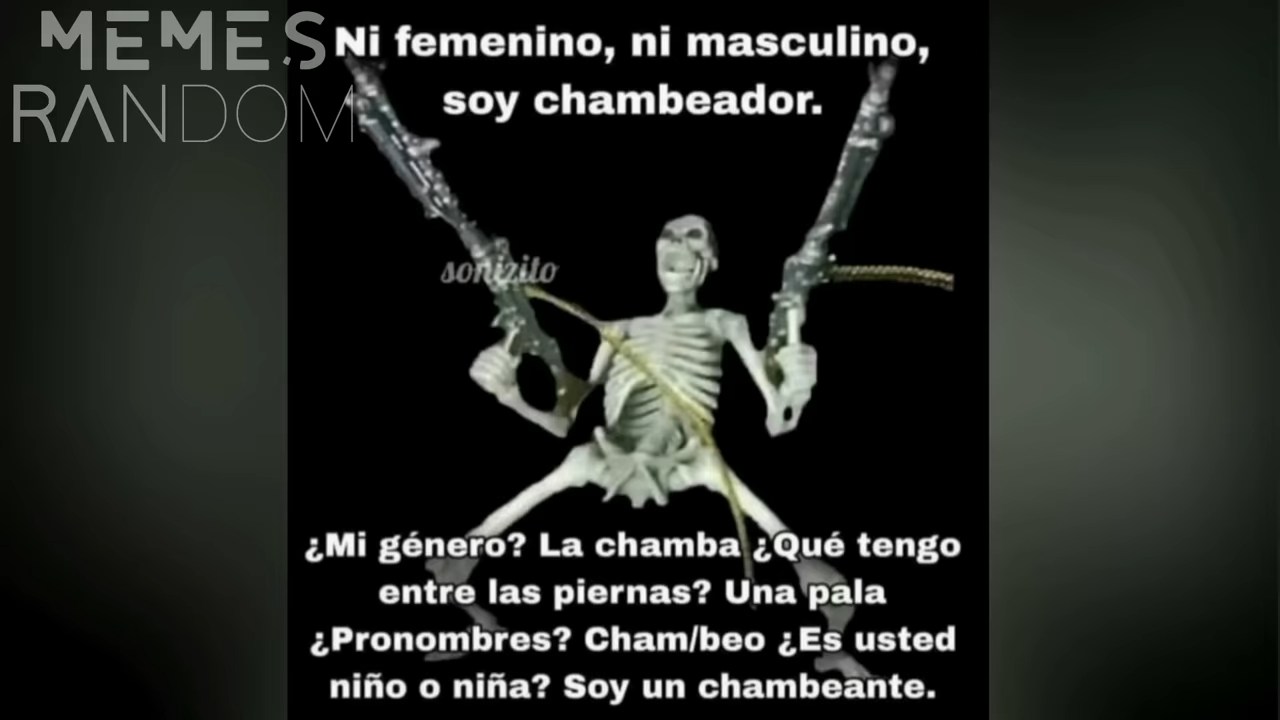 MEMES
RANDOM
Ni femenino, ni masculino,
soy chambeador.
sonizito
¿Mi género? La chamba ¿Qué tengo
entre las piernas? Una pala
¿Pronombres? Cham/beo ¿Es usted
niño o niña? Soy un chambeante.